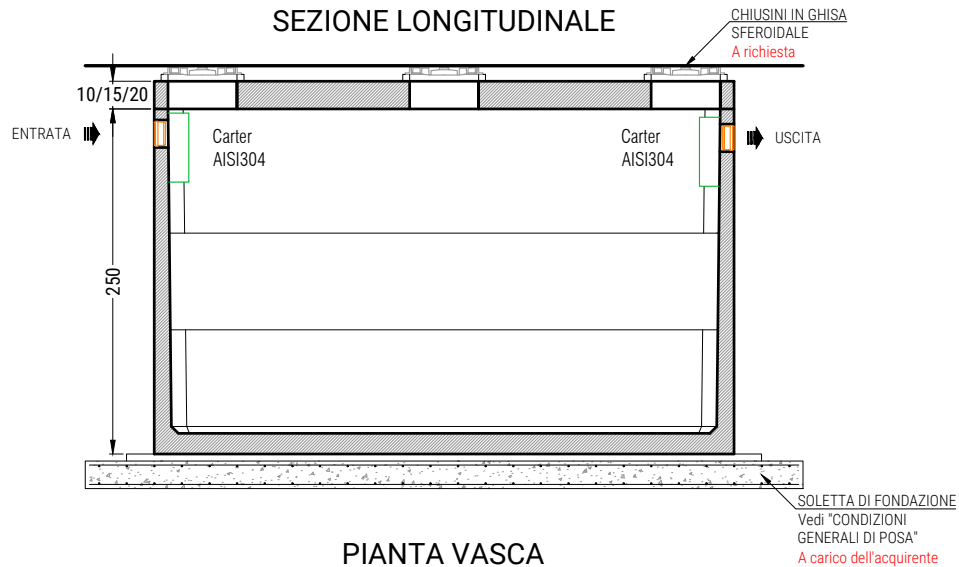 SEZIONE LONGITUDINALE
CHIUSINI IN GHISA
SFEROIDALE
A richiesta
10/15/20
ENTRATA
Carter
AISI304
Carter
AISI304
USCITA
250
SOLETTA DI FONDAZIONE
Vedi "CONDIZIONI
GENERALI DI POSA"
A carico dell'acquirente
PIANTA VASCA